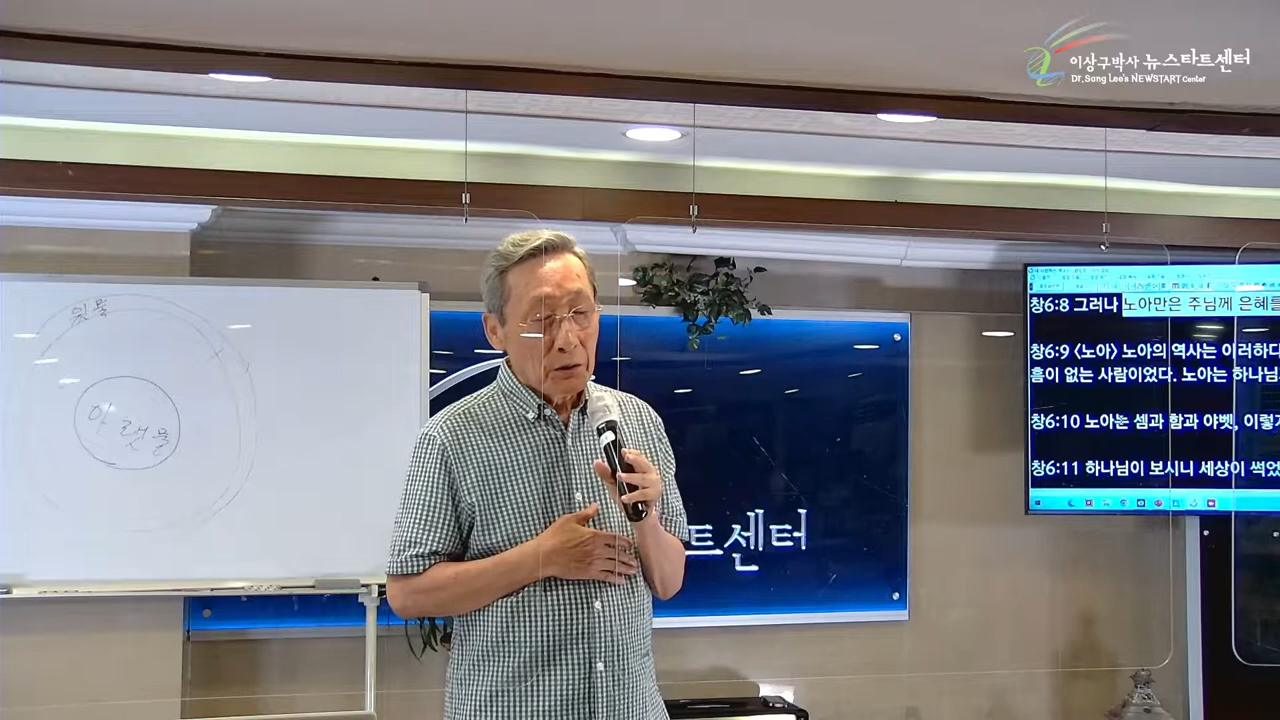 이상구박사 뉴스타트센터
Dr. Sang Lee's NEWSTART Center
윗물
아랫물
트센터
창6:8 그러나 노아만은 주님께 은혜를
창6:9 <노아> 노아의 역사는 이러하다
흠이 없는 사람이었다. 노아는 하나님
창6:10 노아는 셈과 함과 야벳, 이렇게
창6:11 하나님이 보시니 세상이 썩었